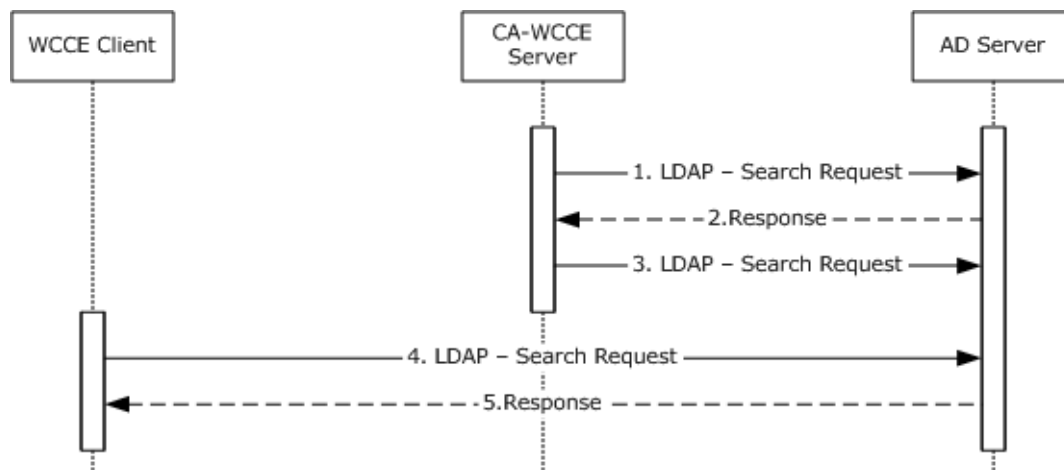 WCCE Client
CA-WCCE
Server
AD Server
1. LDAP – Search Request
2.Response
3. LDAP – Search Request
4. LDAP – Search Request
5.Response